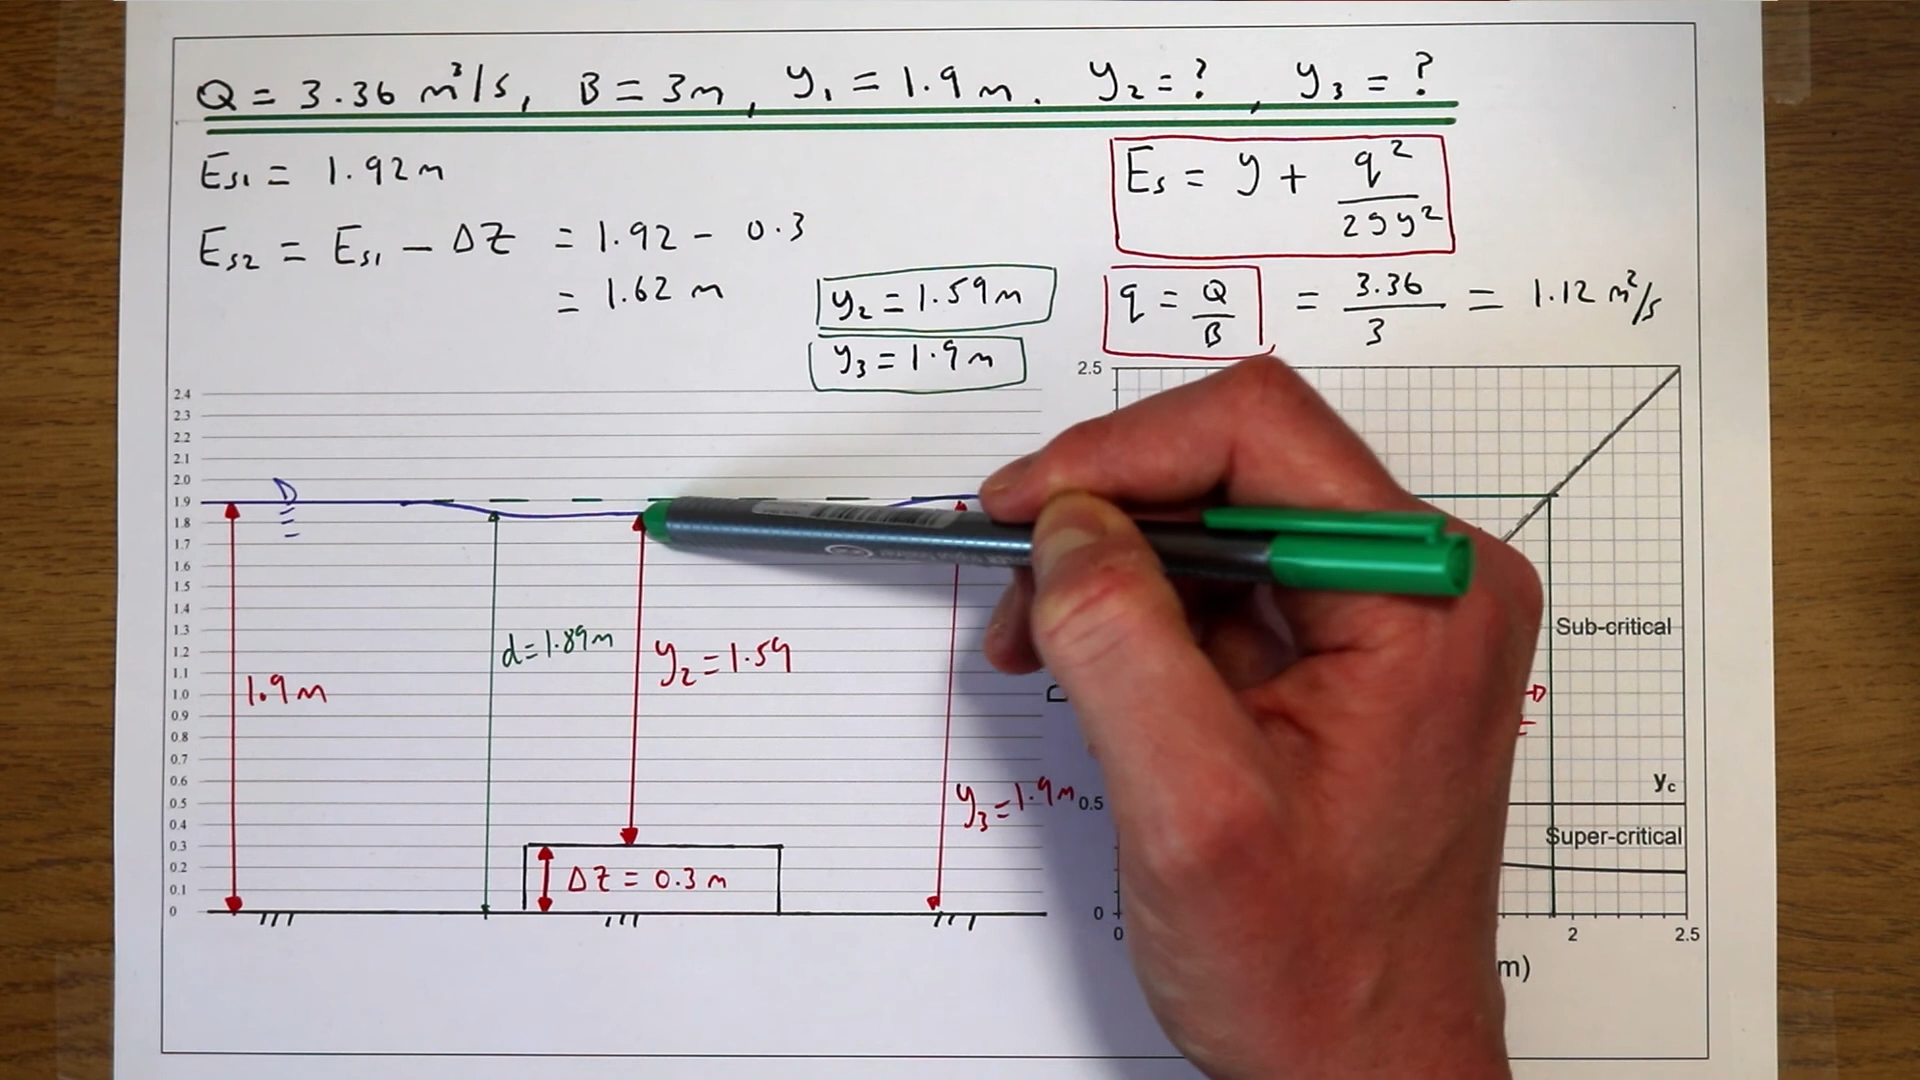 Q = 3.36 m³/s, B = 3m, y₁ = 1.9m. y₂ = ?, y₃ = ?
Es₁ = 1.92m
Es₂ = Es₁ − ΔZ = 1.92 − 0.3
= 1.62 m
Es = y + q²/2gy²
y₂ = 1.59m
y₃ = 1.9m
q = Q/B = 3.36/3 = 1.12 m²/s
2.4
2.3
2.2
2.1
2.0
1.9
1.8
1.7
1.6
1.5
1.4
1.3
1.2
1.1
1.0
0.9
0.8
0.7
0.6
0.5
0.4
0.3
0.2
0.1
0
1.9m
d=1.89m
y₂ = 1.59
y₃ = 1.9m
ΔZ = 0.3m
2.5
0.5
0
Sub-critical
yc
Super-critical
0
2
2.5
m)